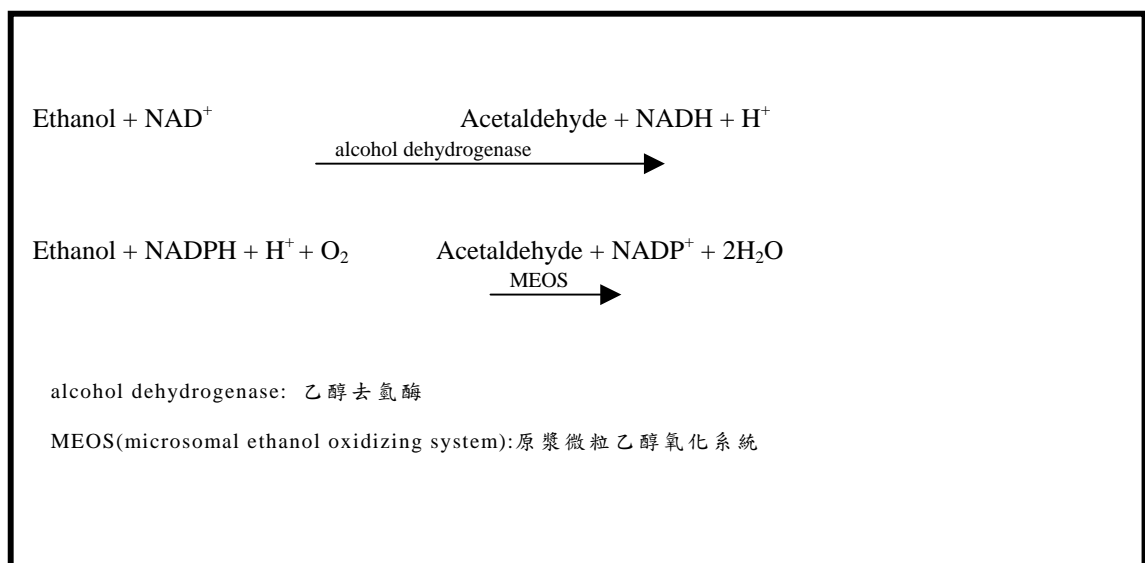 Ethanol + NAD⁺ Acetaldehyde + NADH + H⁺
alcohol dehydrogenase
Ethanol + NADPH + H⁺ + O₂ Acetaldehyde + NADP⁺ + 2H₂O
MEOS
alcohol dehydrogenase: 乙醇去氫酶
MEOS(microsomal ethanol oxidizing system):原漿微粒乙醇氧化系統